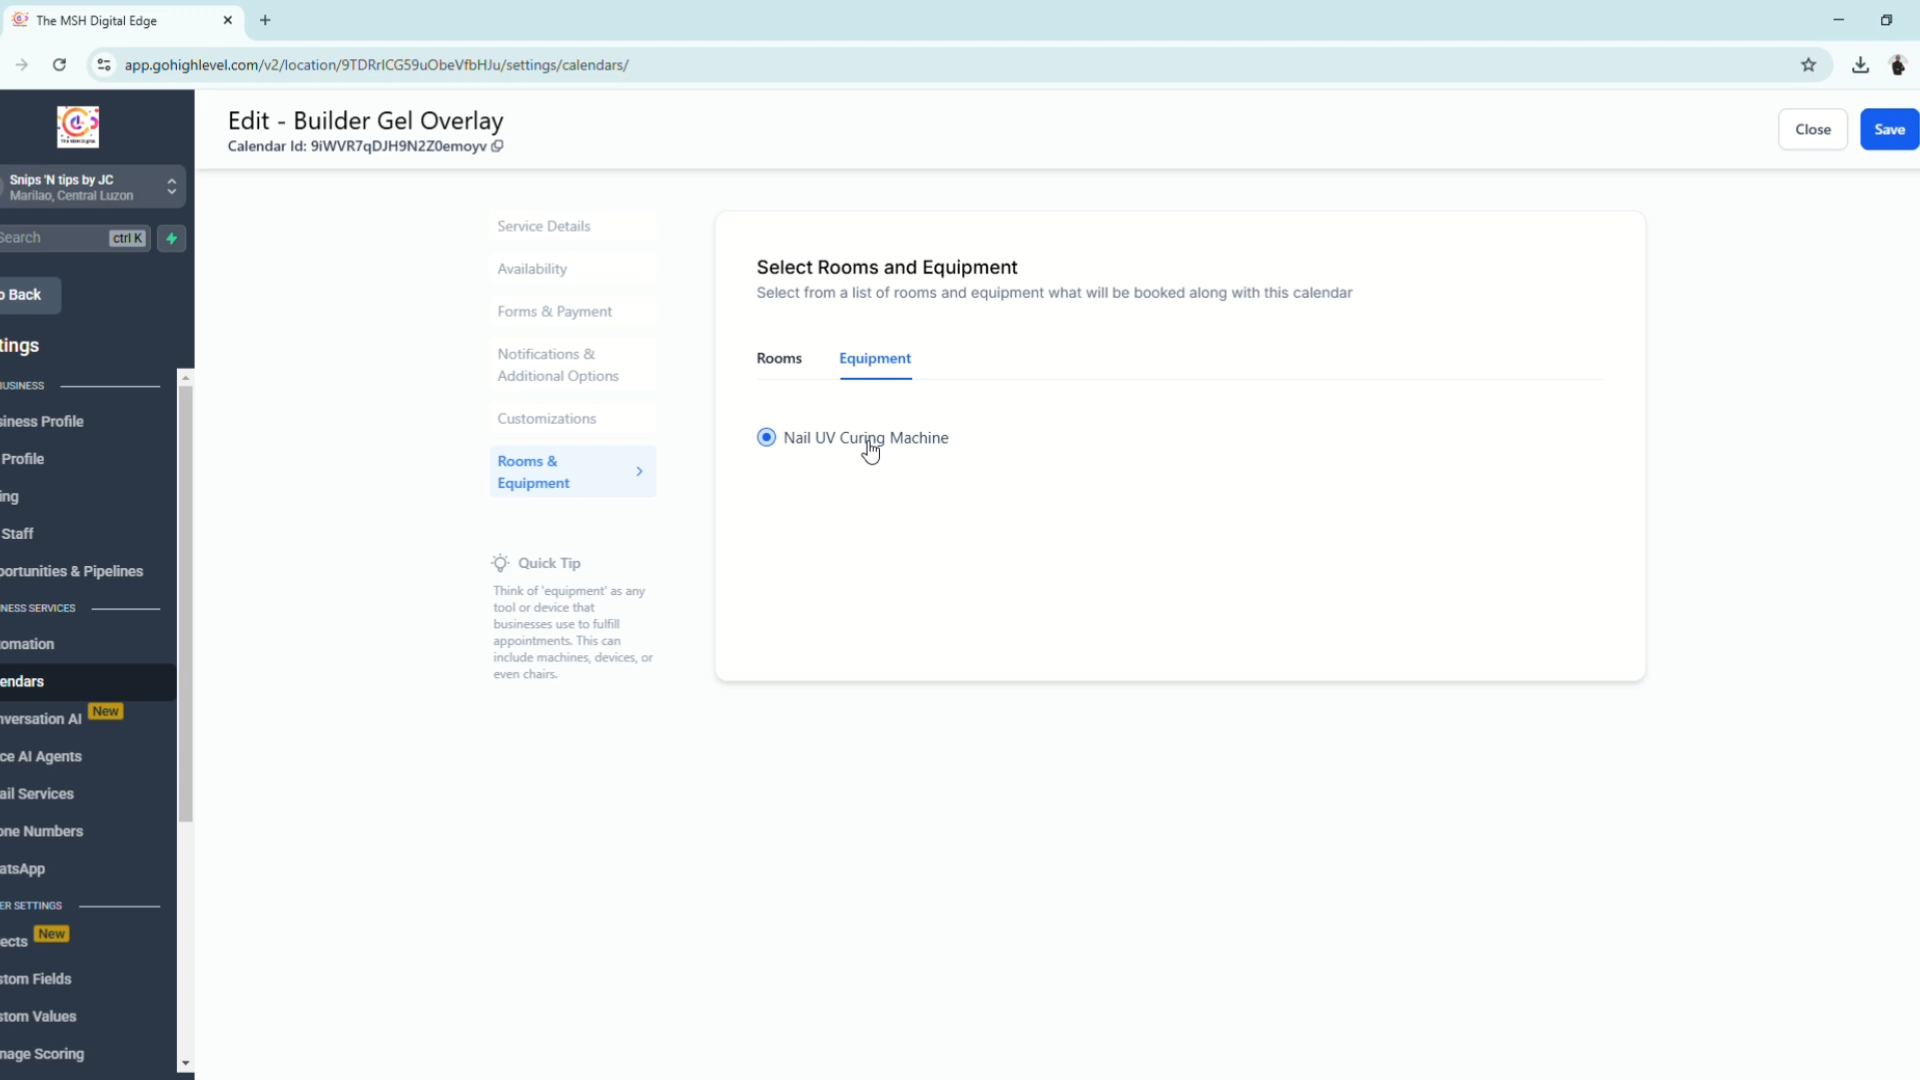 The MSH Digital Edge
app.gohighlevel.com/v2/location/9TDRrICG59uObeVfbHJu/settings/calendars/
Edit - Builder Gel Overlay
Calendar Id: 9iWVR7qDJH9N2Z0emoyv
Close
Save
Snips 'N tips by JC
Marilao, Central Luzon
Search
ctrl K
o Back
tings
USINESS
siness Profile
Profile
ing
Staff
portunities & Pipelines
NESS SERVICES
omation
endars
nversation AI
New
ce AI Agents
ail Services
one Numbers
atsApp
ER SETTINGS
ects
New
stom Fields
stom Values
nage Scoring
Service Details
Availability
Forms & Payment
Notifications &
Additional Options
Customizations
Rooms &
Equipment
Quick Tip
Think of 'equipment' as any
tool or device that
businesses use to fulfill
appointments. This can
include machines, devices, or
even chairs.
Select Rooms and Equipment
Select from a list of rooms and equipment what will be booked along with this calendar
Rooms
Equipment
Nail UV Curing Machine